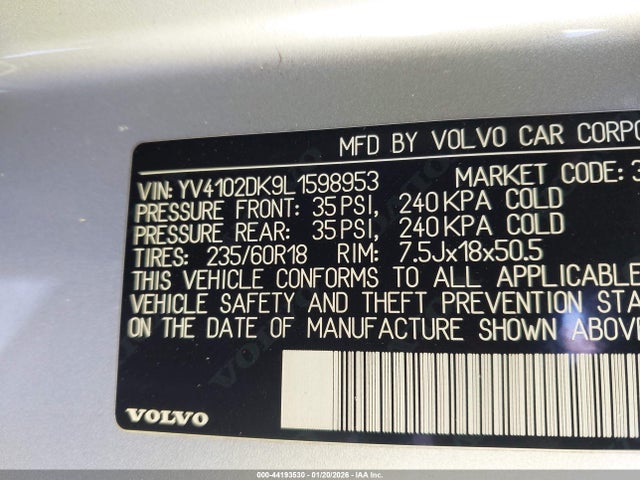 MFD BY VOLVO CAR CORPO
VIN: YV4102DK9L1598953 MARKET CODE: 3
PRESSURE FRONT: 35 PSI, 240 KPA COLD
PRESSURE REAR: 35 PSI, 240 KPA COLD
TIRES: 235/60R18 RIM: 7.5Jx18x50.5
THIS VEHICLE CONFORMS TO ALL APPLICABLE
VEHICLE SAFETY AND THEFT PREVENTION STA
ON THE DATE OF MANUFACTURE SHOWN ABOVE
VOLVO
000-44193530 - 01/20/2026 - IAA Inc.